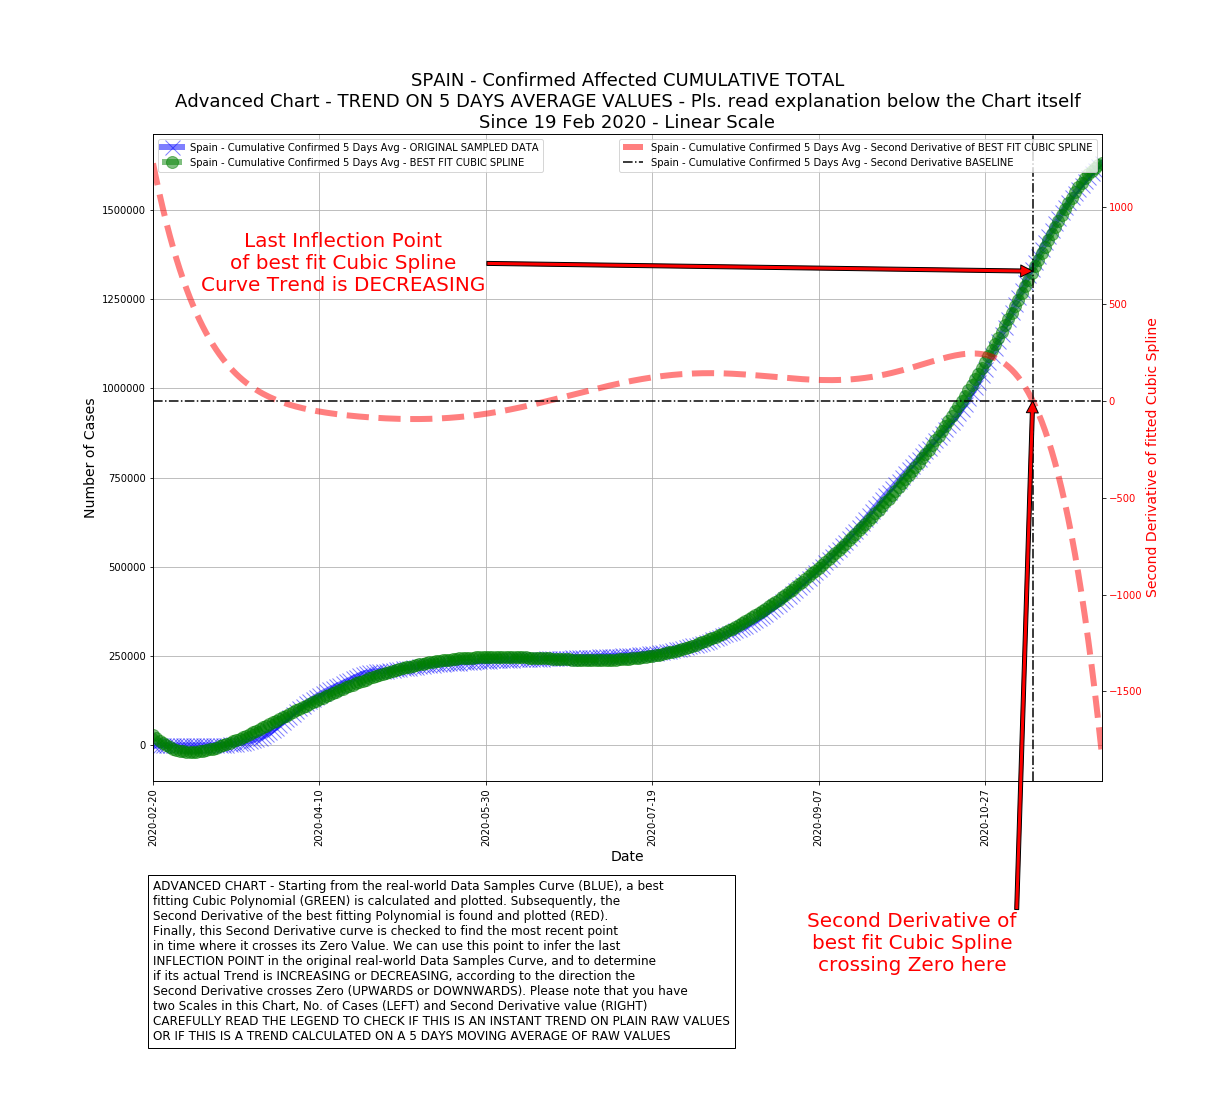 SPAIN - Confirmed Affected CUMULATIVE TOTAL
Advanced Chart - TREND ON 5 DAYS AVERAGE VALUES - Pls. read explanation below the Chart itself
Since 19 Feb 2020 - Linear Scale
Spain - Cumulative Confirmed 5 Days Avg - ORIGINAL SAMPLED DATA
Spain - Cumulative Confirmed 5 Days Avg - BEST FIT CUBIC SPLINE
Spain - Cumulative Confirmed 5 Days Avg - Second Derivative of BEST FIT CUBIC SPLINE
Spain - Cumulative Confirmed 5 Days Avg - Second Derivative BASELINE
Last Inflection Point
of best fit Cubic Spline
Curve Trend is DECREASING
Number of Cases
1500000
1250000
1000000
750000
500000
250000
0
1000
500
0
−500
−1000
−1500
Second Derivative of fitted Cubic Spline
2020-02-20
2020-04-10
2020-05-30
2020-07-19
2020-09-07
2020-10-27
Date
ADVANCED CHART - Starting from the real-world Data Samples Curve (BLUE), a best
fitting Cubic Polynomial (GREEN) is calculated and plotted. Subsequently, the
Second Derivative of the best fitting Polynomial is found and plotted (RED).
Finally, this Second Derivative curve is checked to find the most recent point
in time where it crosses its Zero Value. We can use this point to infer the last
INFLECTION POINT in the original real-world Data Samples Curve, and to determine
if its actual Trend is INCREASING or DECREASING, according to the direction the
Second Derivative crosses Zero (UPWARDS or DOWNWARDS). Please note that you have
two Scales in this Chart, No. of Cases (LEFT) and Second Derivative value (RIGHT)
CAREFULLY READ THE LEGEND TO CHECK IF THIS IS AN INSTANT TREND ON PLAIN RAW VALUES
OR IF THIS IS A TREND CALCULATED ON A 5 DAYS MOVING AVERAGE OF RAW VALUES
Second Derivative of
best fit Cubic Spline
crossing Zero here